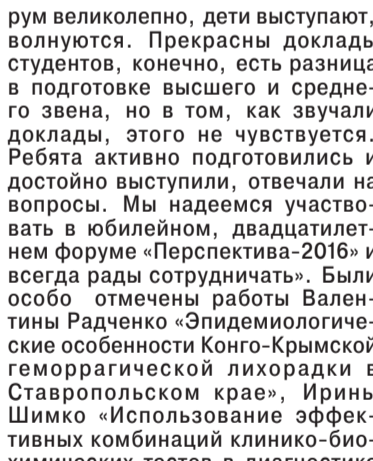 рум великолепно, дети выступают,
волнуются. Прекрасны доклады
студентов, конечно, есть разница
в подготовке высшего и средне-
го звена, но в том, как звучали
доклады, этого не чувствуется.
Ребята активно подготовились и
достойно выступили, отвечали на
вопросы. Мы надеемся участво-
вать в юбилейном, двадцатилет-
нем форуме «Перспектива-2016» и
всегда рады сотрудничать». Были
особо отмечены работы Вален-
тины Радченко «Эпидемиологиче-
ские особенности Конго-Крымской
геморрагической лихорадки в
Ставропольском крае», Ирины
Шимко «Использование эффек-
тивных комбинаций клинико-био-
химических тестов в диагностике